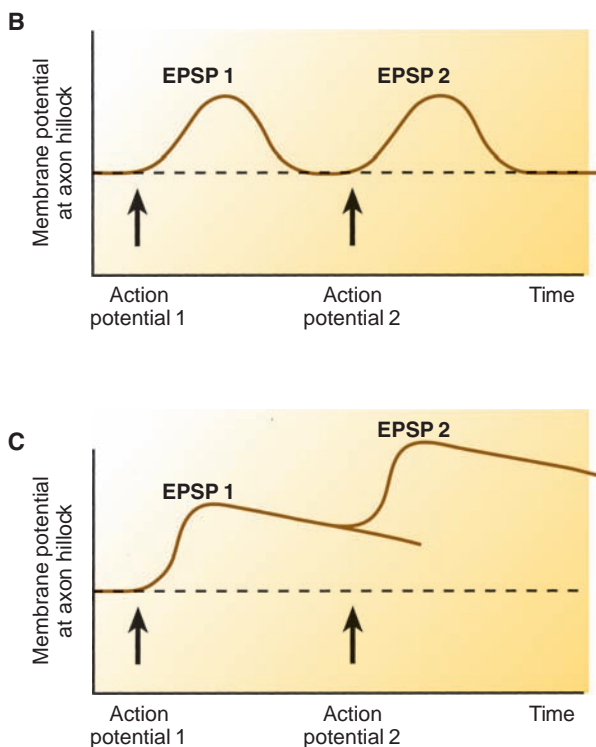 B
EPSP 1
EPSP 2
Membrane potential
at axon hillock
Action
potential 1
Action
potential 2
Time
C
EPSP 2
EPSP 1
Membrane potential
at axon hillock
Action
potential 1
Action
potential 2
Time